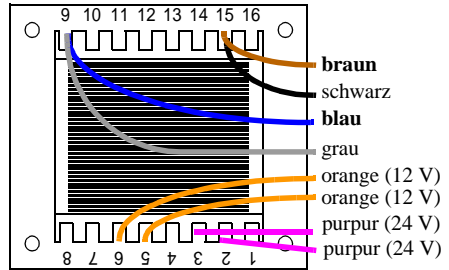 9 10 11 12 13 14 15 16
braun
schwarz
blau
grau
orange (12 V)
orange (12 V)
purpur (24 V)
purpur (24 V)
8 7 6 5 4 3 2 1